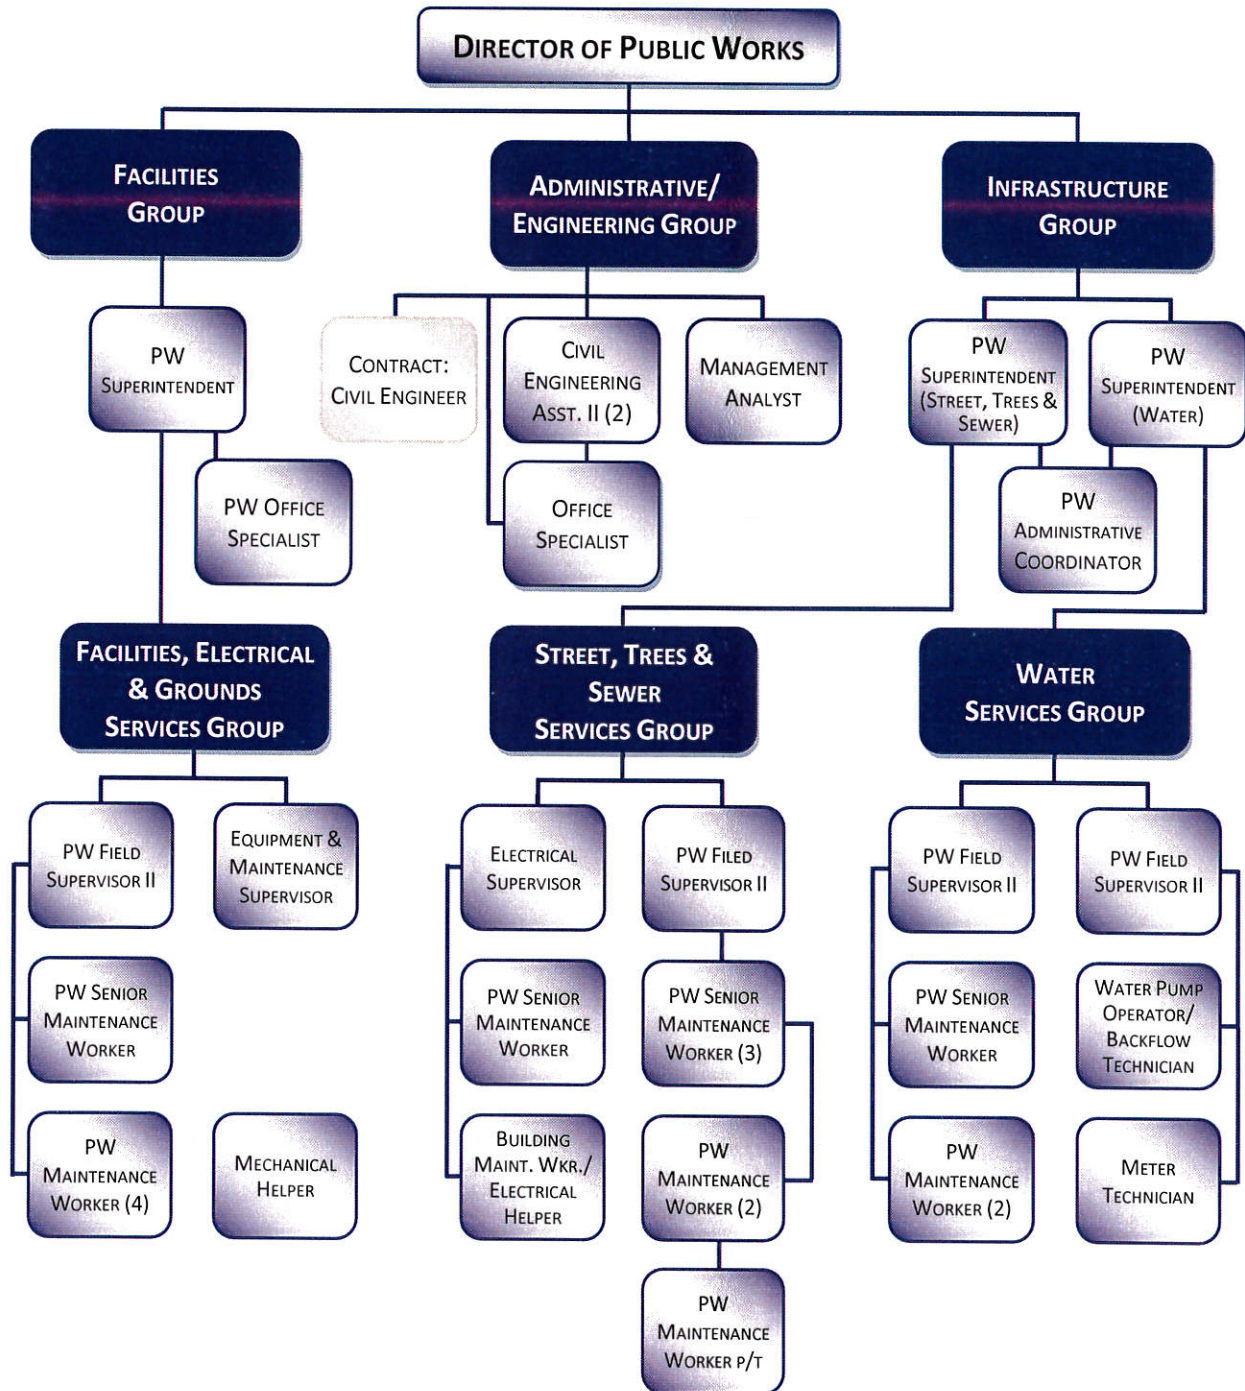 DIRECTOR OF PUBLIC WORKS
FACILITIES
GROUP
ADMINISTRATIVE/
ENGINEERING GROUP
INFRASTRUCTURE
GROUP
PW
SUPERINTENDENT
CONTRACT:
CIVIL ENGINEER
CIVIL
ENGINEERING
ASST. II (2)
MANAGEMENT
ANALYST
PW
SUPERINTENDENT
(STREET, TREES &
SEWER)
PW
SUPERINTENDENT
(WATER)
PW OFFICE
SPECIALIST
OFFICE
SPECIALIST
PW
ADMINISTRATIVE
COORDINATOR
FACILITIES, ELECTRICAL
& GROUNDS
SERVICES GROUP
STREET, TREES &
SEWER
SERVICES GROUP
WATER
SERVICES GROUP
PW FIELD
SUPERVISOR II
EQUIPMENT &
MAINTENANCE
SUPERVISOR
ELECTRICAL
SUPERVISOR
PW FILED
SUPERVISOR II
PW FIELD
SUPERVISOR II
PW FIELD
SUPERVISOR II
PW SENIOR
MAINTENANCE
WORKER
PW SENIOR
MAINTENANCE
WORKER
PW SENIOR
MAINTENANCE
WORKER (3)
PW SENIOR
MAINTENANCE
WORKER
WATER PUMP
OPERATOR/
BACKFLOW
TECHNICIAN
PW
MAINTENANCE
WORKER (4)
MECHANICAL
HELPER
BUILDING
MAINT. WKR./
ELECTRICAL
HELPER
PW
MAINTENANCE
WORKER (2)
PW
MAINTENANCE
WORKER (2)
METER
TECHNICIAN
PW
MAINTENANCE
WORKER P/T